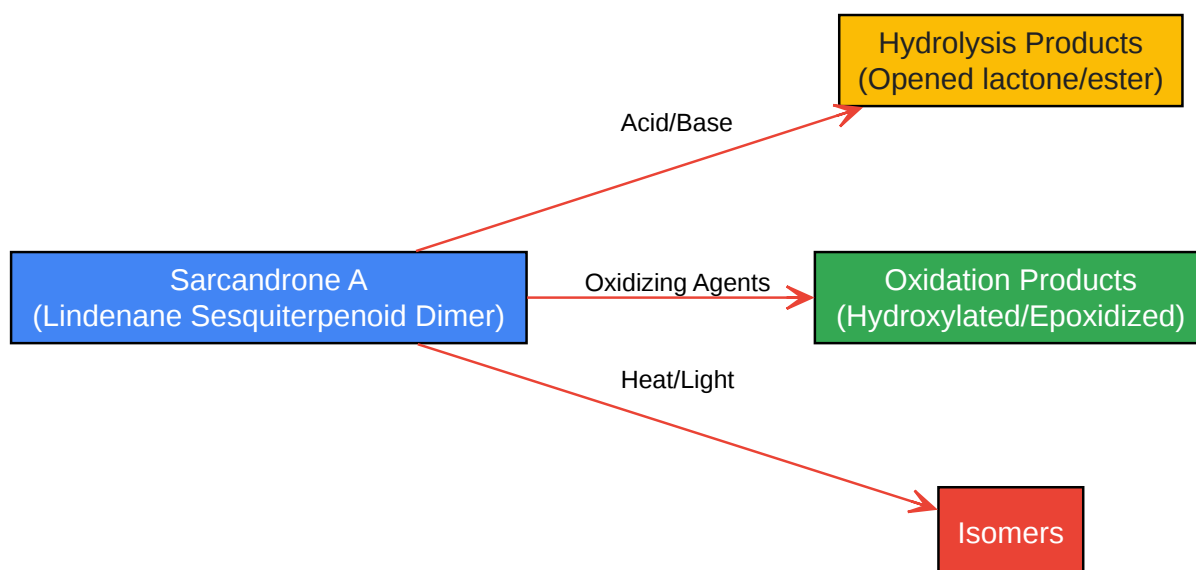 Hydrolysis Products
(Opened lactone/ester)
Acid/Base
Sarcandrone A
(Lindenane Sesquiterpenoid Dimer)
Oxidizing Agents
Oxidation Products
(Hydroxylated/Epoxidized)
Heat/Light
Isomers